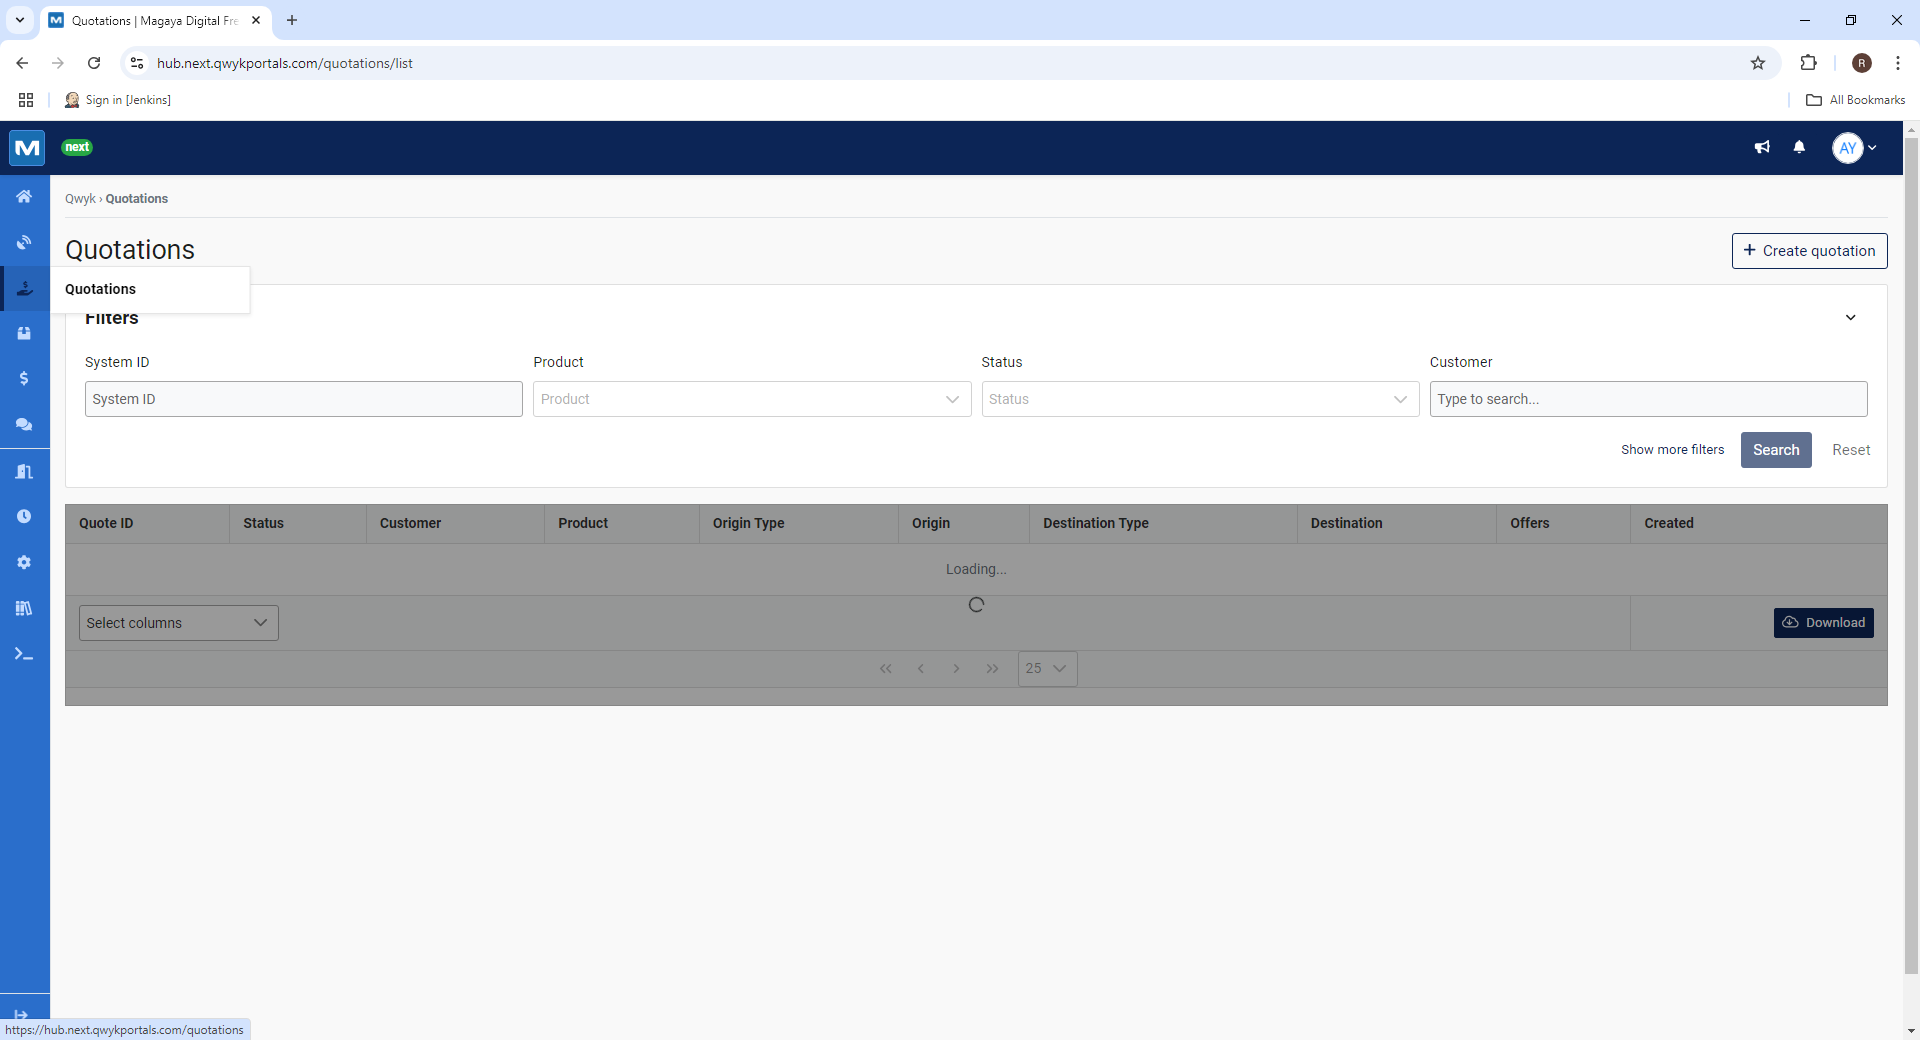 Quotations | Magaya Digital Fre
hub.next.qwykportals.com/quotations/list
R
Sign in [Jenkins]
All Bookmarks
M next
AY
Qwyk › Quotations
Quotations
+ Create quotation
Quotations
Filters
System ID Product Status Customer
System ID Product Status Type to search...
Show more filters Search Reset
Quote ID Status Customer Product Origin Type Origin Destination Type Destination Offers Created
Loading...
Select columns Download
25
https://hub.next.qwykportals.com/quotations